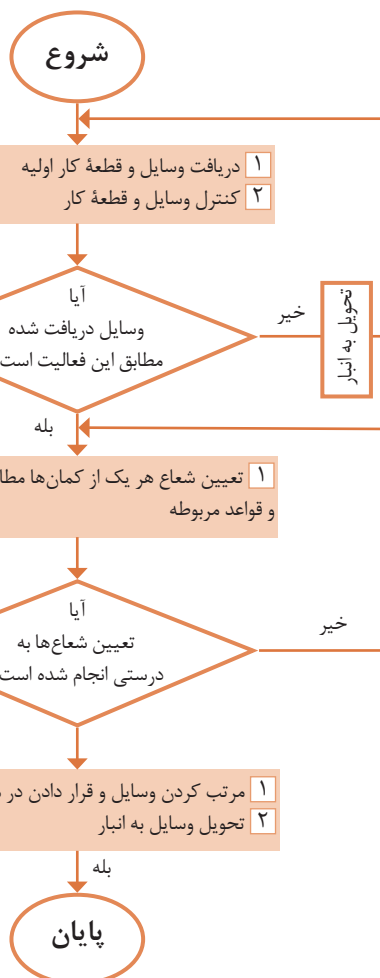 شروع
۱ دریافت وسایل و قطعۀ کار اولیه
۲ کنترل وسایل و قطعۀ کار
آیا
وسایل دریافت شده
مطابق این فعالیت است
خیر
تحویل به انبار
بله
۱ تعیین شعاع هر یک از کمان‌ها
و قواعد مربوطه
آیا
تعیین شعاع‌ها به
درستی انجام شده است
خیر
۱ مرتب کردن وسایل و قرار دادن در
۲ تحویل وسایل به انبار
بله
پایان